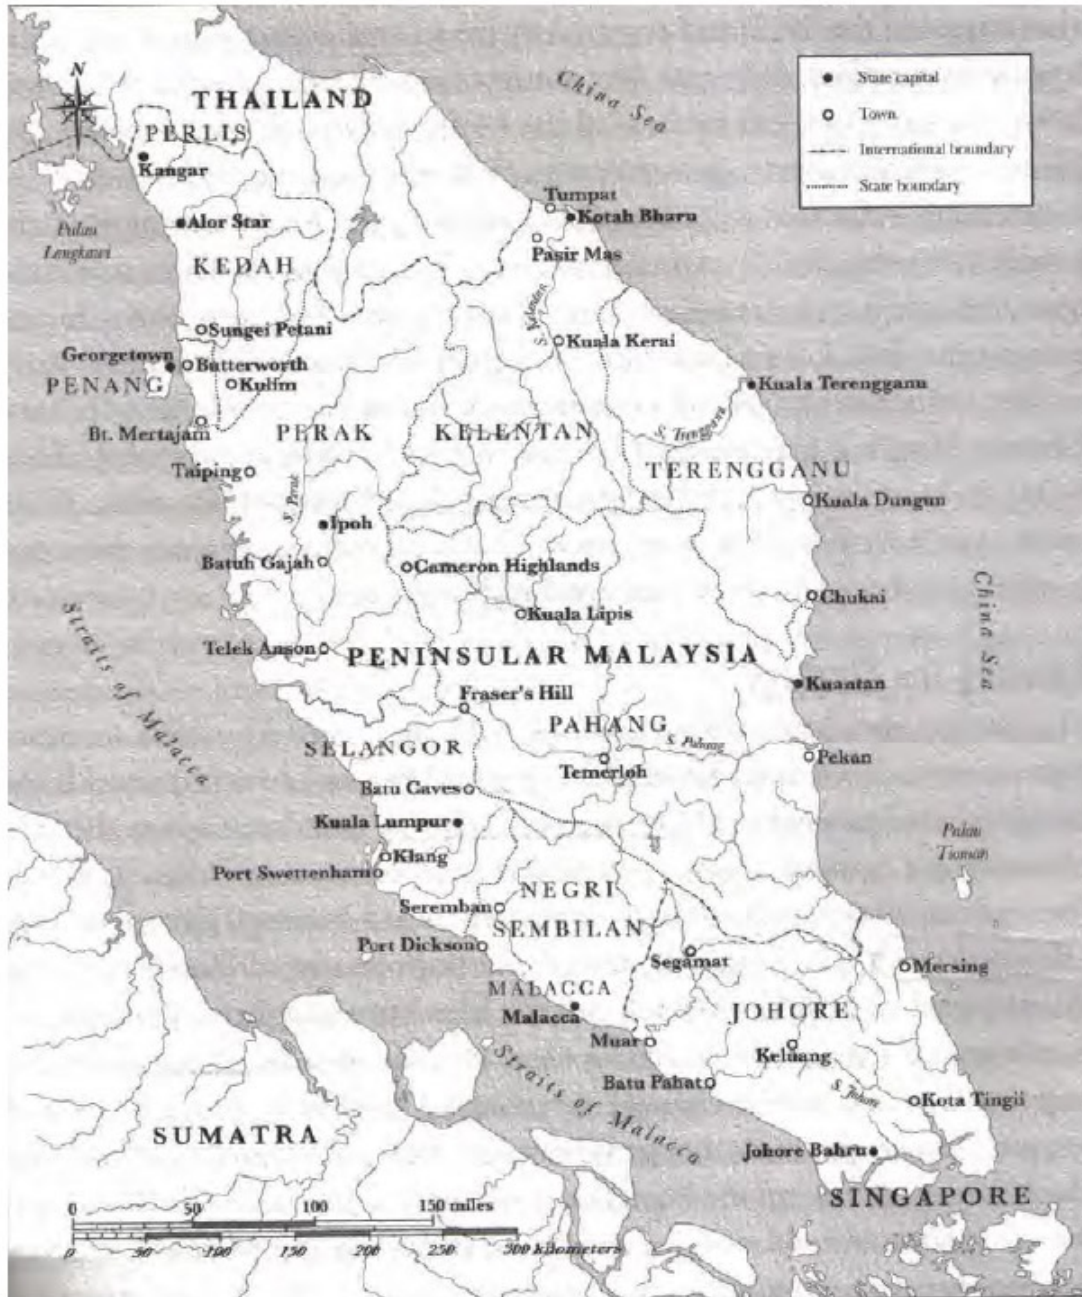 N
THAILAND
China Sea
State capital
Town
International boundary
State boundary
PERLIS
Kangar
Tumpat
Kotah Bharu
Alor Star
Pulau
Lengkawi
Pasir Mas
KEDAH
S. Kelantan
Sungei Petani
Kuala Kerai
Georgetown
Butterworth
PENANG
Kulim
Kuala Terengganu
Bt. Mertajam
PERAK
KELENTAN
S. Trengganu
Taiping
TERENGGANU
S. Perak
Kuala Dungun
Ipoh
Batuh Gajah
Cameron Highlands
Chukai
China Sea
Straits of Malacca
Kuala Lipis
Telek Anson
PENINSULAR MALAYSIA
Kuantan
Fraser's Hill
PAHANG
SELANGOR
S. Pahang
Temerloh
Pekan
Batu Caves
Kuala Lumpur
Pulau
Tioman
Klang
Port Swettenham
NEGRI
SEMBILAN
Seremban
Port Dickson
Segamat
Mersing
MALACCA
Malacca
JOHORE
Muar
Keluang
Straits of Malacca
Batu Pahat
S. Johore
Kota Tingii
SUMATRA
Johore Bahru
SINGAPORE
0 50 100 150 miles
0 50 100 150 200 250 300 kilometers